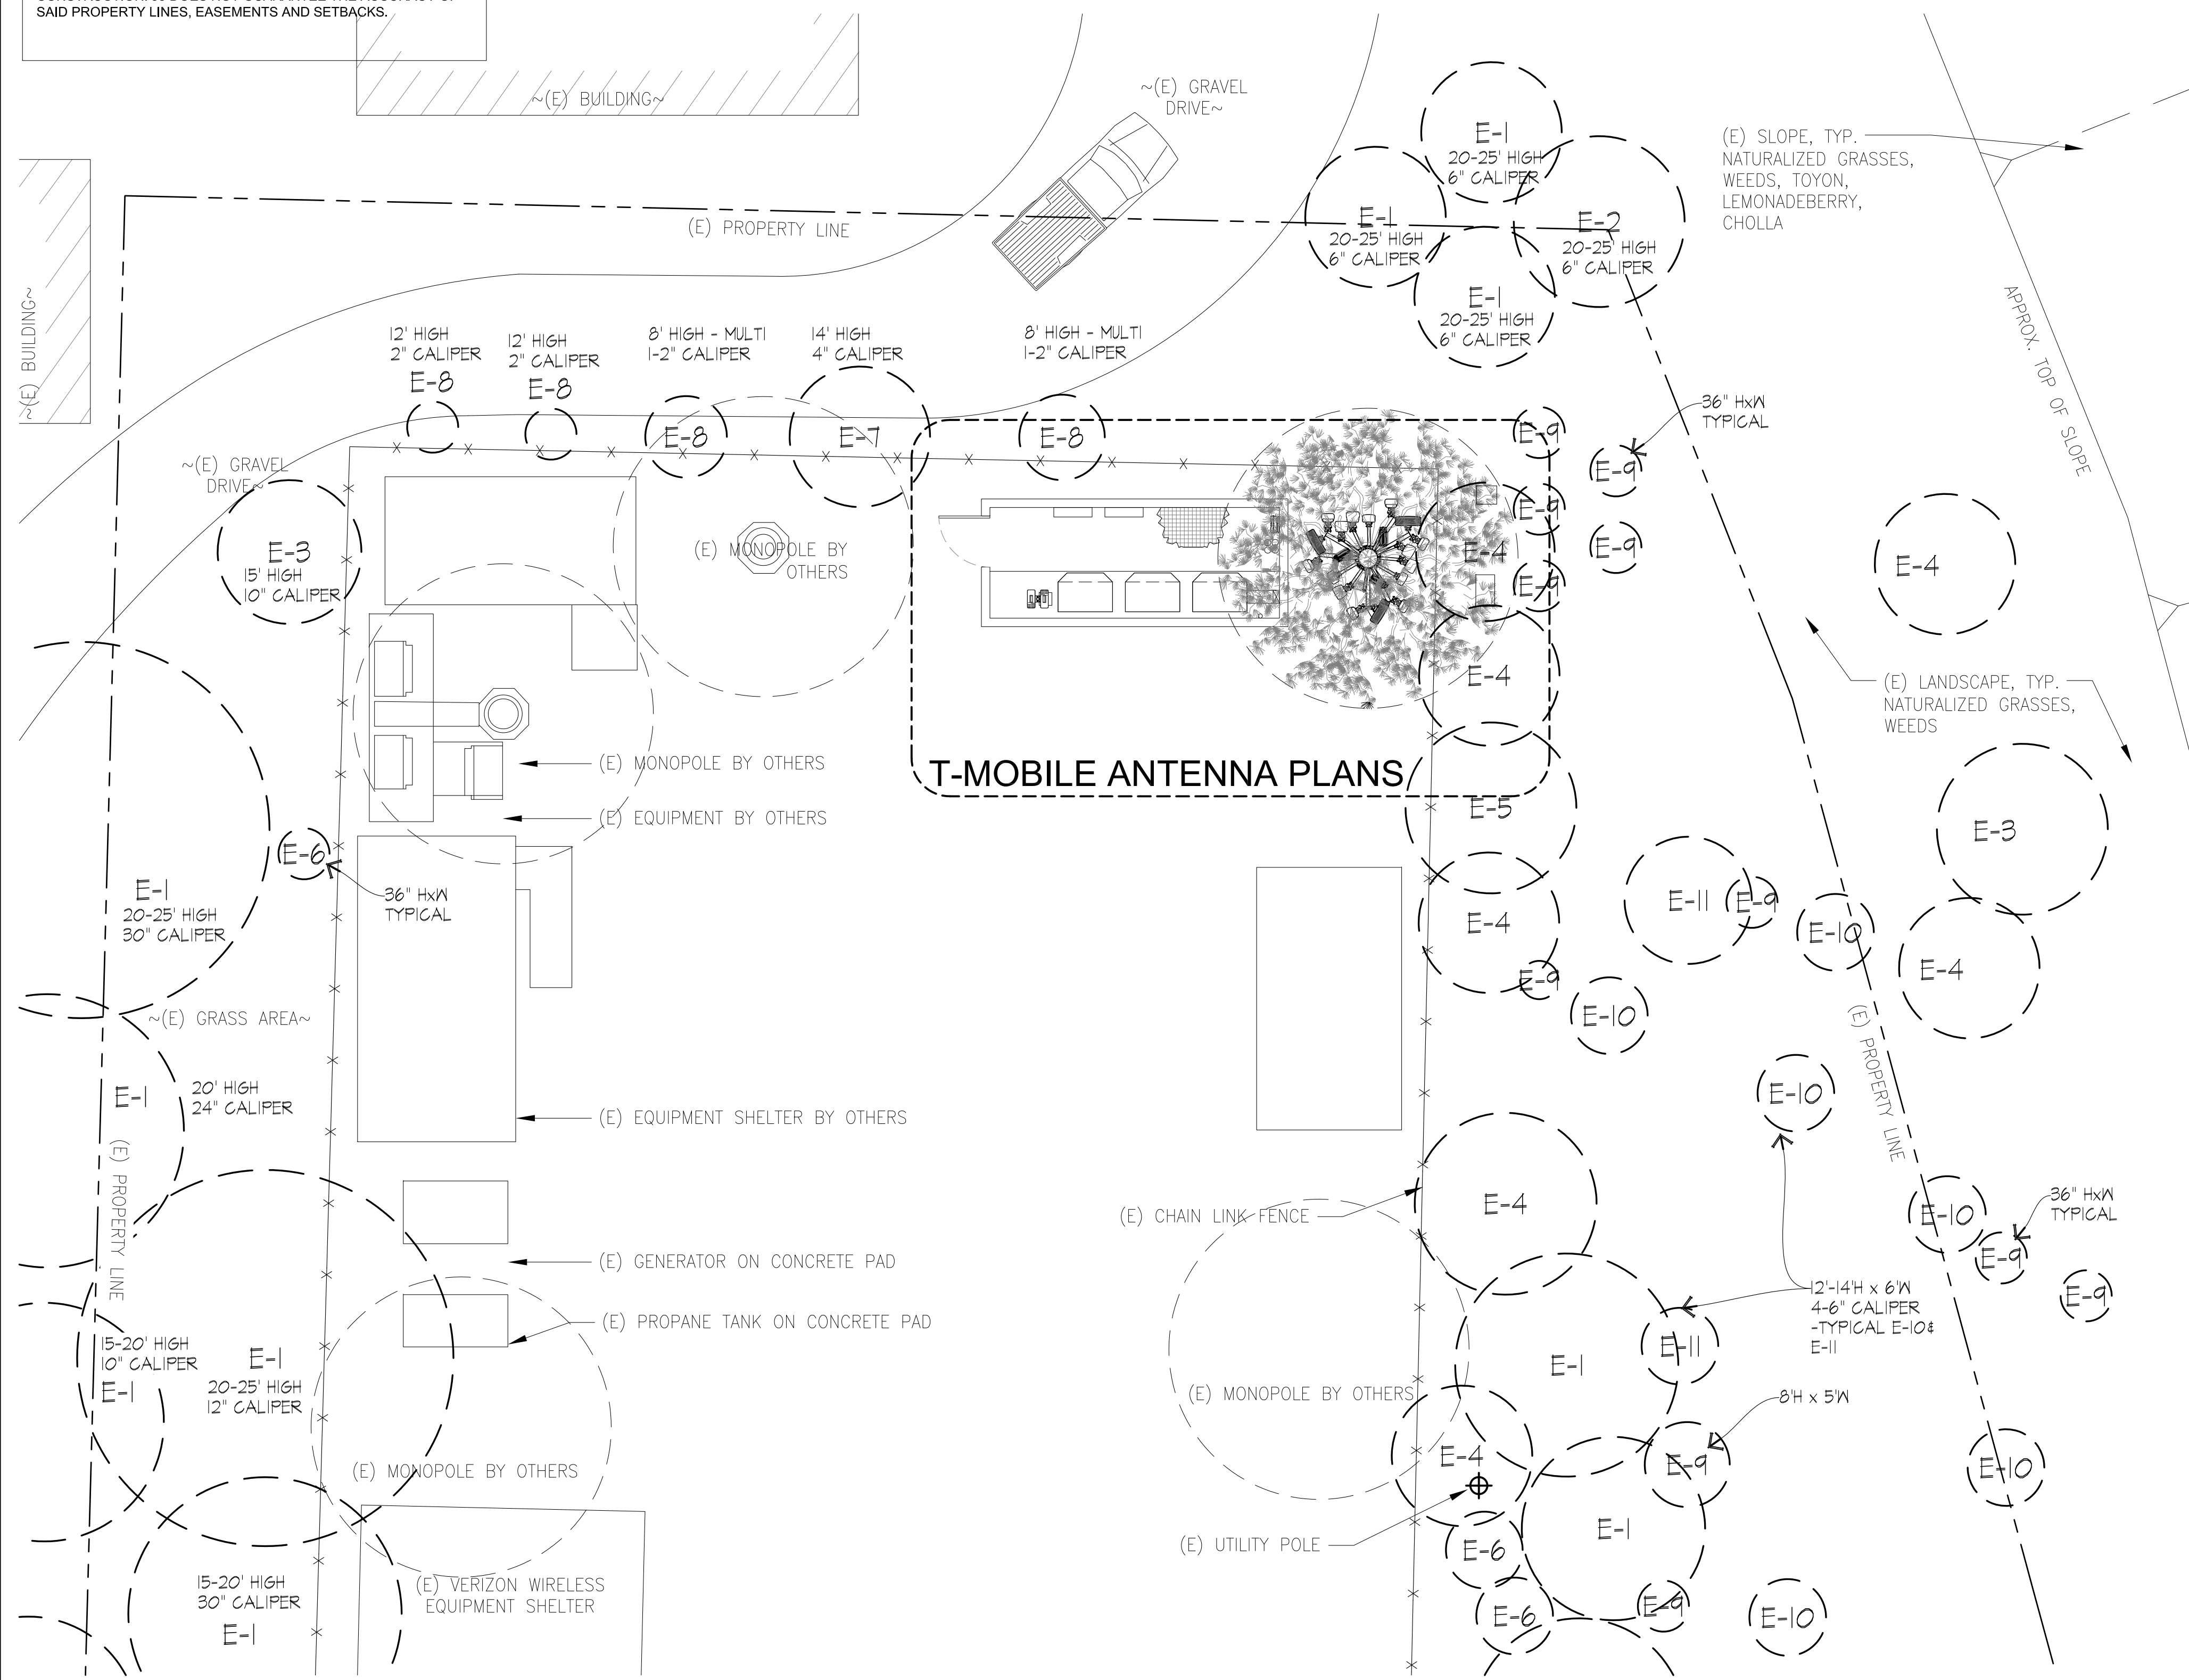 SAID PROPERTY LINES, EASEMENTS AND SETBACKS.
~(E) BUILDING~
~(E) GRAVEL
DRIVE~
E-1
20-25' HIGH
6" CALIPER
(E) SLOPE, TYP.
NATURALIZED GRASSES,
WEEDS, TOYON,
LEMONADEBERRY,
CHOLLA
(E) PROPERTY LINE
E-1
20-25' HIGH
6" CALIPER
E-2
20-25' HIGH
6" CALIPER
E-1
20-25' HIGH
6" CALIPER
~(E) BUILDING~
APPROX. TOP OF SLOPE
12' HIGH
2" CALIPER
E-8
12' HIGH
2" CALIPER
E-8
8' HIGH - MULTI
1-2" CALIPER
E-8
14' HIGH
4" CALIPER
E-7
8' HIGH - MULTI
1-2" CALIPER
E-8
36" HxW
TYPICAL
E-9
E-9
E-9
E-9
E-9
~(E) GRAVEL
DRIVE~
E-3
15' HIGH
10" CALIPER
(E) MONOPOLE BY
OTHERS
E-4
E-4
E-4
(E) LANDSCAPE, TYP.
NATURALIZED GRASSES,
WEEDS
(E) MONOPOLE BY OTHERS
T-MOBILE ANTENNA PLANS
(E) EQUIPMENT BY OTHERS
E-5
E-3
E-6
36" HxW
TYPICAL
E-1
20-25' HIGH
30" CALIPER
E-4
E-11
E-9
E-10
E-4
E-9
E-10
~(E) GRASS AREA~
(E) PROPERTY LINE
E-1
20' HIGH
24" CALIPER
(E) EQUIPMENT SHELTER BY OTHERS
E-10
(E) PROPERTY LINE
(E) CHAIN LINK FENCE
E-4
E-10
36" HxW
TYPICAL
E-9
E-9
(E) GENERATOR ON CONCRETE PAD
(E) PROPANE TANK ON CONCRETE PAD
12'-14'H x 6'W
4-6" CALIPER
-TYPICAL E-10&
E-11
15-20' HIGH
10" CALIPER
E-1
E-1
20-25' HIGH
12" CALIPER
E-1
E-11
(E) MONOPOLE BY OTHERS
8'H x 5'W
E-4
E-9
E-10
(E) MONOPOLE BY OTHERS
E-1
(E) UTILITY POLE
E-6
15-20' HIGH
30" CALIPER
E-1
(E) VERIZON WIRELESS
EQUIPMENT SHELTER
E-6
E-9
E-10